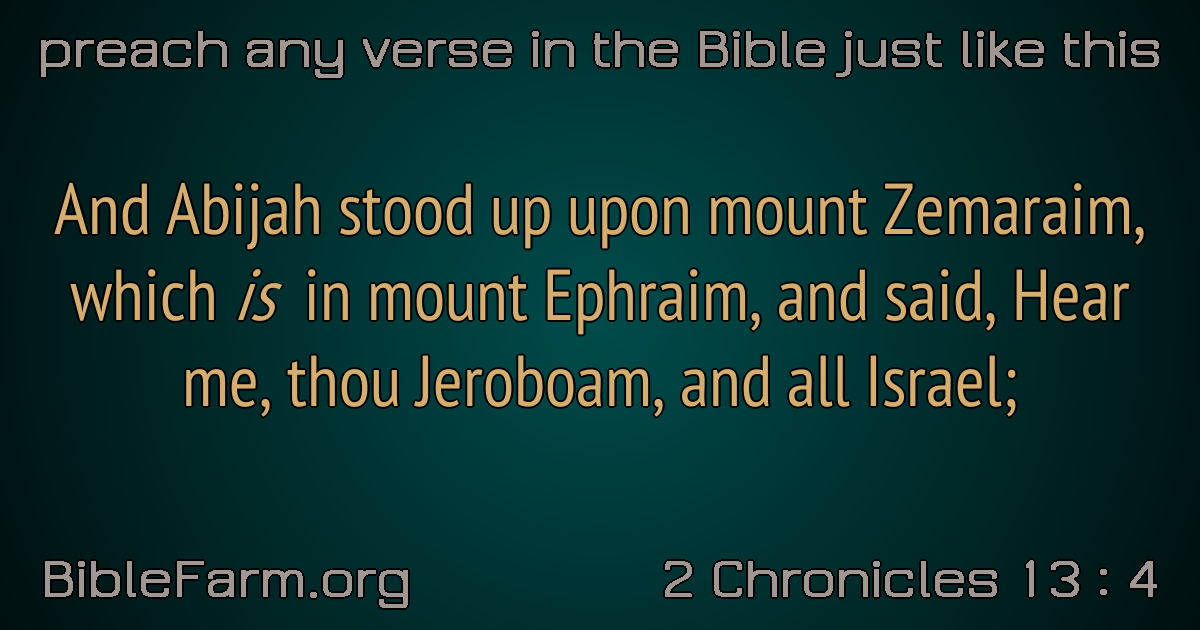 preach any verse in the Bible just like this
And Abijah stood up upon mount Zemaraim,
which is in mount Ephraim, and said, Hear
me, thou Jeroboam, and all Israel;
BibleFarm.org
2 Chronicles 13 : 4